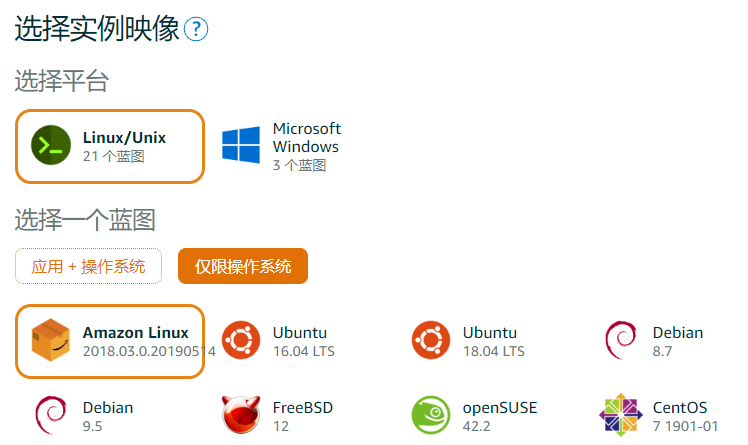 选择实例映像 ?
选择平台
Linux/Unix
21 个蓝图
Microsoft
Windows
3 个蓝图
选择一个蓝图
应用 + 操作系统
仅限操作系统
Amazon Linux
2018.03.0.20190514
Ubuntu
16.04 LTS
Ubuntu
18.04 LTS
Debian
8.7
Debian
9.5
FreeBSD
12
openSUSE
42.2
CentOS
7 1901-01